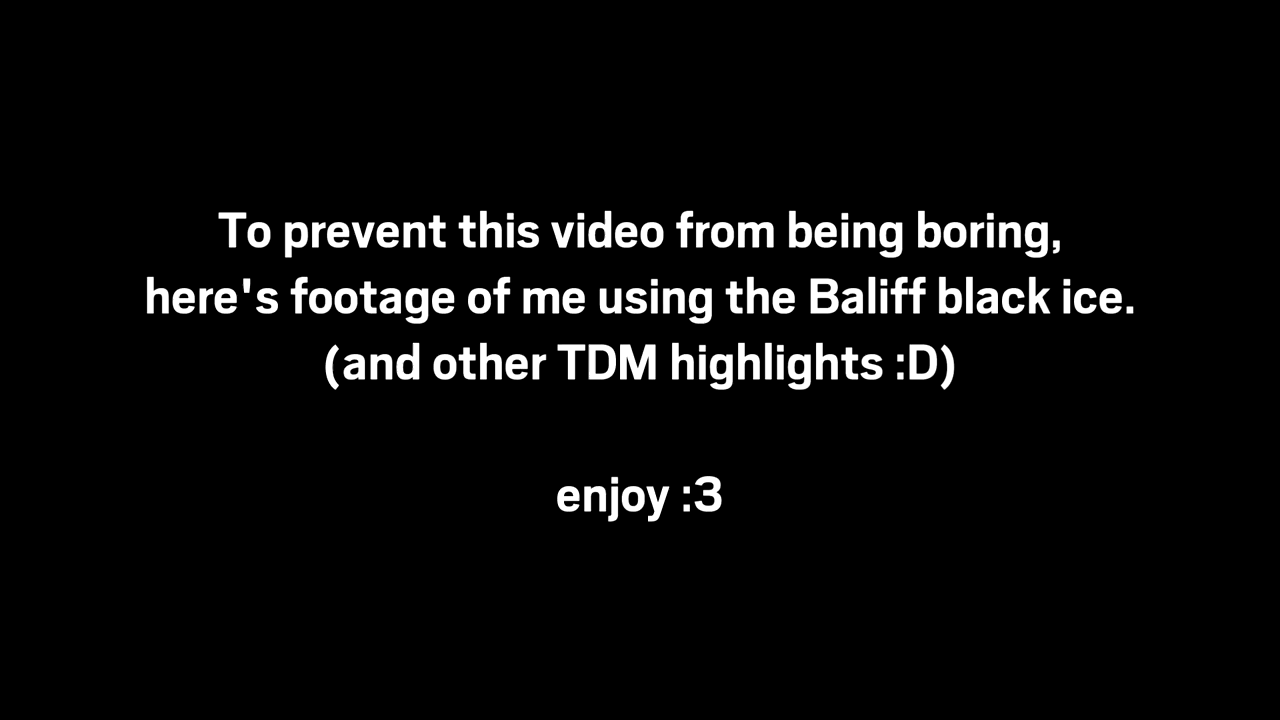 To prevent this video from being boring,
here's footage of me using the Baliff black ice.
(and other TDM highlights :D)
enjoy :3